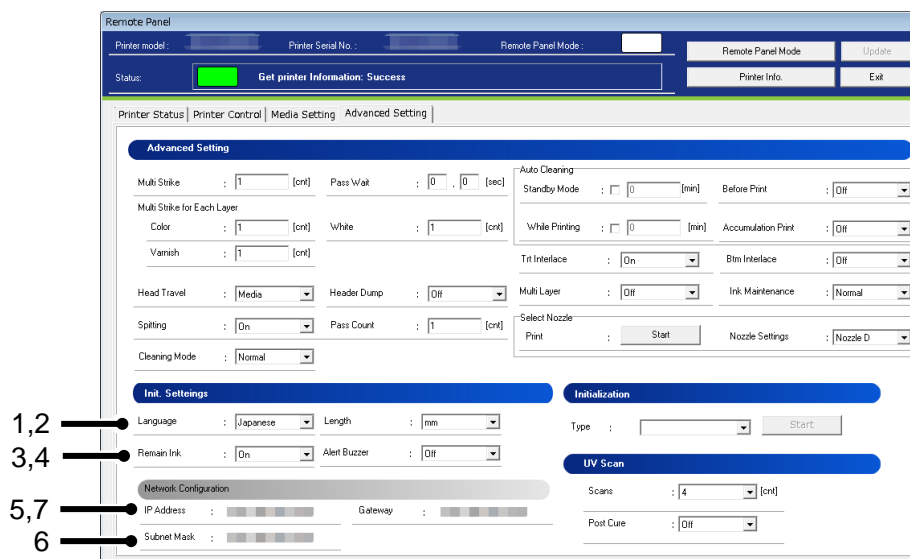 Remote Panel
Printer model : Printer Serial No. : Remote Panel Mode : Remote Panel Mode Update
Status: Get printer Information: Success Printer Info. Exit
Printer Status Printer Control Media Setting Advanced Setting
Advanced Setting
Auto Cleaning
Multi Strike : 1 [cnt] Pass Wait : 0 . 0 [sec] Standby Mode : 0 [min] Before Print : Off
Multi Strike for Each Layer
Color : 1 [cnt] White : 1 [cnt] While Printing : 0 [min] Accumulation Print : Off
Varnish : 1 [cnt] Trt Interlace : On Btm Interlace : Off
Head Travel : Media Header Dump : Off Multi Layer : Off Ink Maintenance : Normal
Select Nozzle
Spitting : On Pass Count : 1 [cnt] Print : Start Nozzle Settings : Nozzle D
Cleaning Mode : Normal
Init. Setteings Initialization
1,2 Language : Japanese Length : mm Type : Start
3,4 Remain Ink : On Alert Buzzer : Off UV Scan
Network Configuration Scans : 4 [cnt]
5,7 IP Address : Gateway :
Post Cure : Off
6 Subnet Mask :